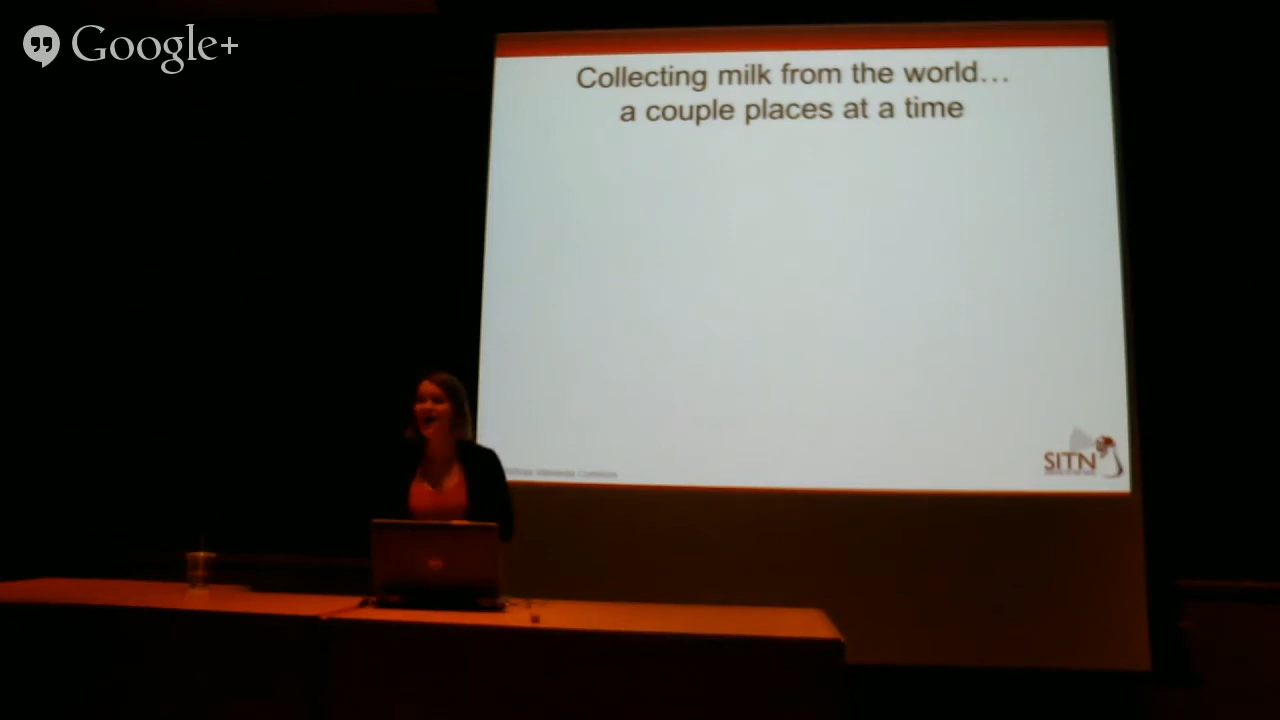 Google+
Collecting milk from the world…
a couple places at a time
SITN